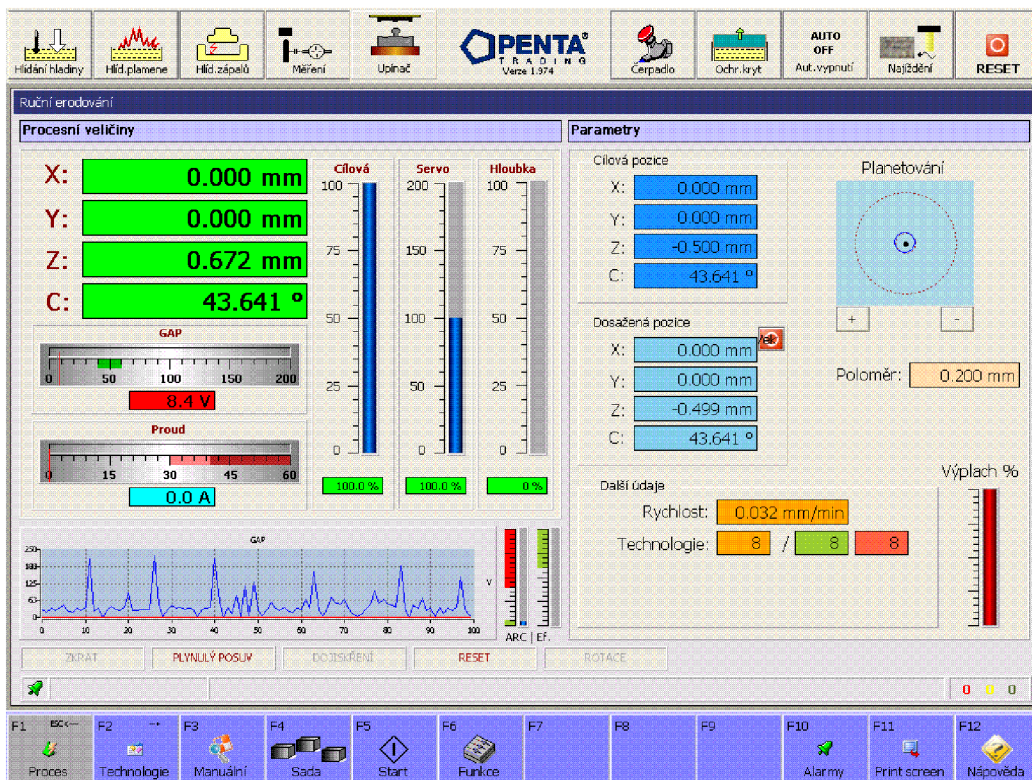 Hlídání hladiny
Hlíd.plamene
Hlíd.zápalů
Měření
Upínač
PENTA
TRADING
Verze 1.974
Čerpadlo
Ochr.kryt
AUTO
OFF
Aut.vypnutí
Najíždění
RESET
Ruční erodování
Procesní veličiny
X: 0.000 mm
Y: 0.000 mm
Z: 0.672 mm
C: 43.641 º
GAP
0 50 100 150 200
8.4 V
Proud
0 15 30 45 60
0.0 A
Cílová
100
75
50
25
0
100.0 %
Servo
200
150
100
50
0
100.0 %
Hloubka
100
75
50
25
0
0 %
GAP
250
188
125
63
0
0 10 20 30 40 50 60 70 80 90 100
V
ARC | Ef.
Parametry
Cílová pozice
X: 0.000 mm
Y: 0.000 mm
Z: -0.500 mm
C: 43.641 º
Dosažená pozice
X: 0.000 mm
Y: 0.000 mm
Z: -0.499 mm
C: 43.641 º
Planetování
+ -
Poloměr: 0.200 mm
Další údaje
Rychlost: 0.032 mm/min
Technologie: 8 / 8 8
Výplach %
ZKRAT PLYNULÝ POSUV DOJISKŘENÍ RESET ROTACE
0 0 0
F1 ESC<--- Proces
F2 Technologie
F3 Manuální
F4 Sada
F5 Start
F6 Funkce
F7
F8
F9
F10 Alarmy
F11 Print screen
F12 Nápověda